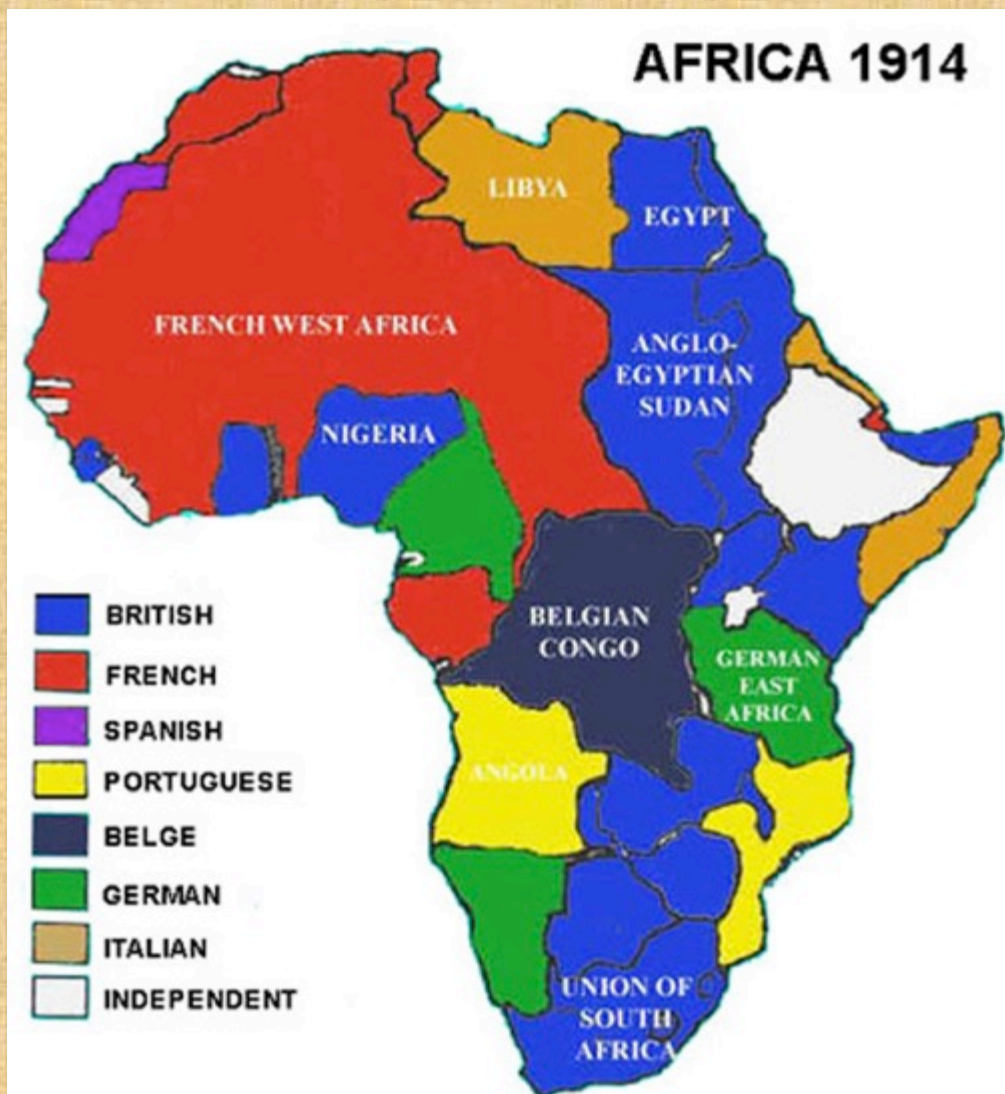 AFRICA 1914
LIBYA
EGYPT
FRENCH WEST AFRICA
ANGLO-
EGYPTIAN
SUDAN
NIGERIA
BELGIAN
CONGO
GERMAN
EAST
AFRICA
ANGOLA
UNION OF
SOUTH
AFRICA
BRITISH
FRENCH
SPANISH
PORTUGUESE
BELGE
GERMAN
ITALIAN
INDEPENDENT